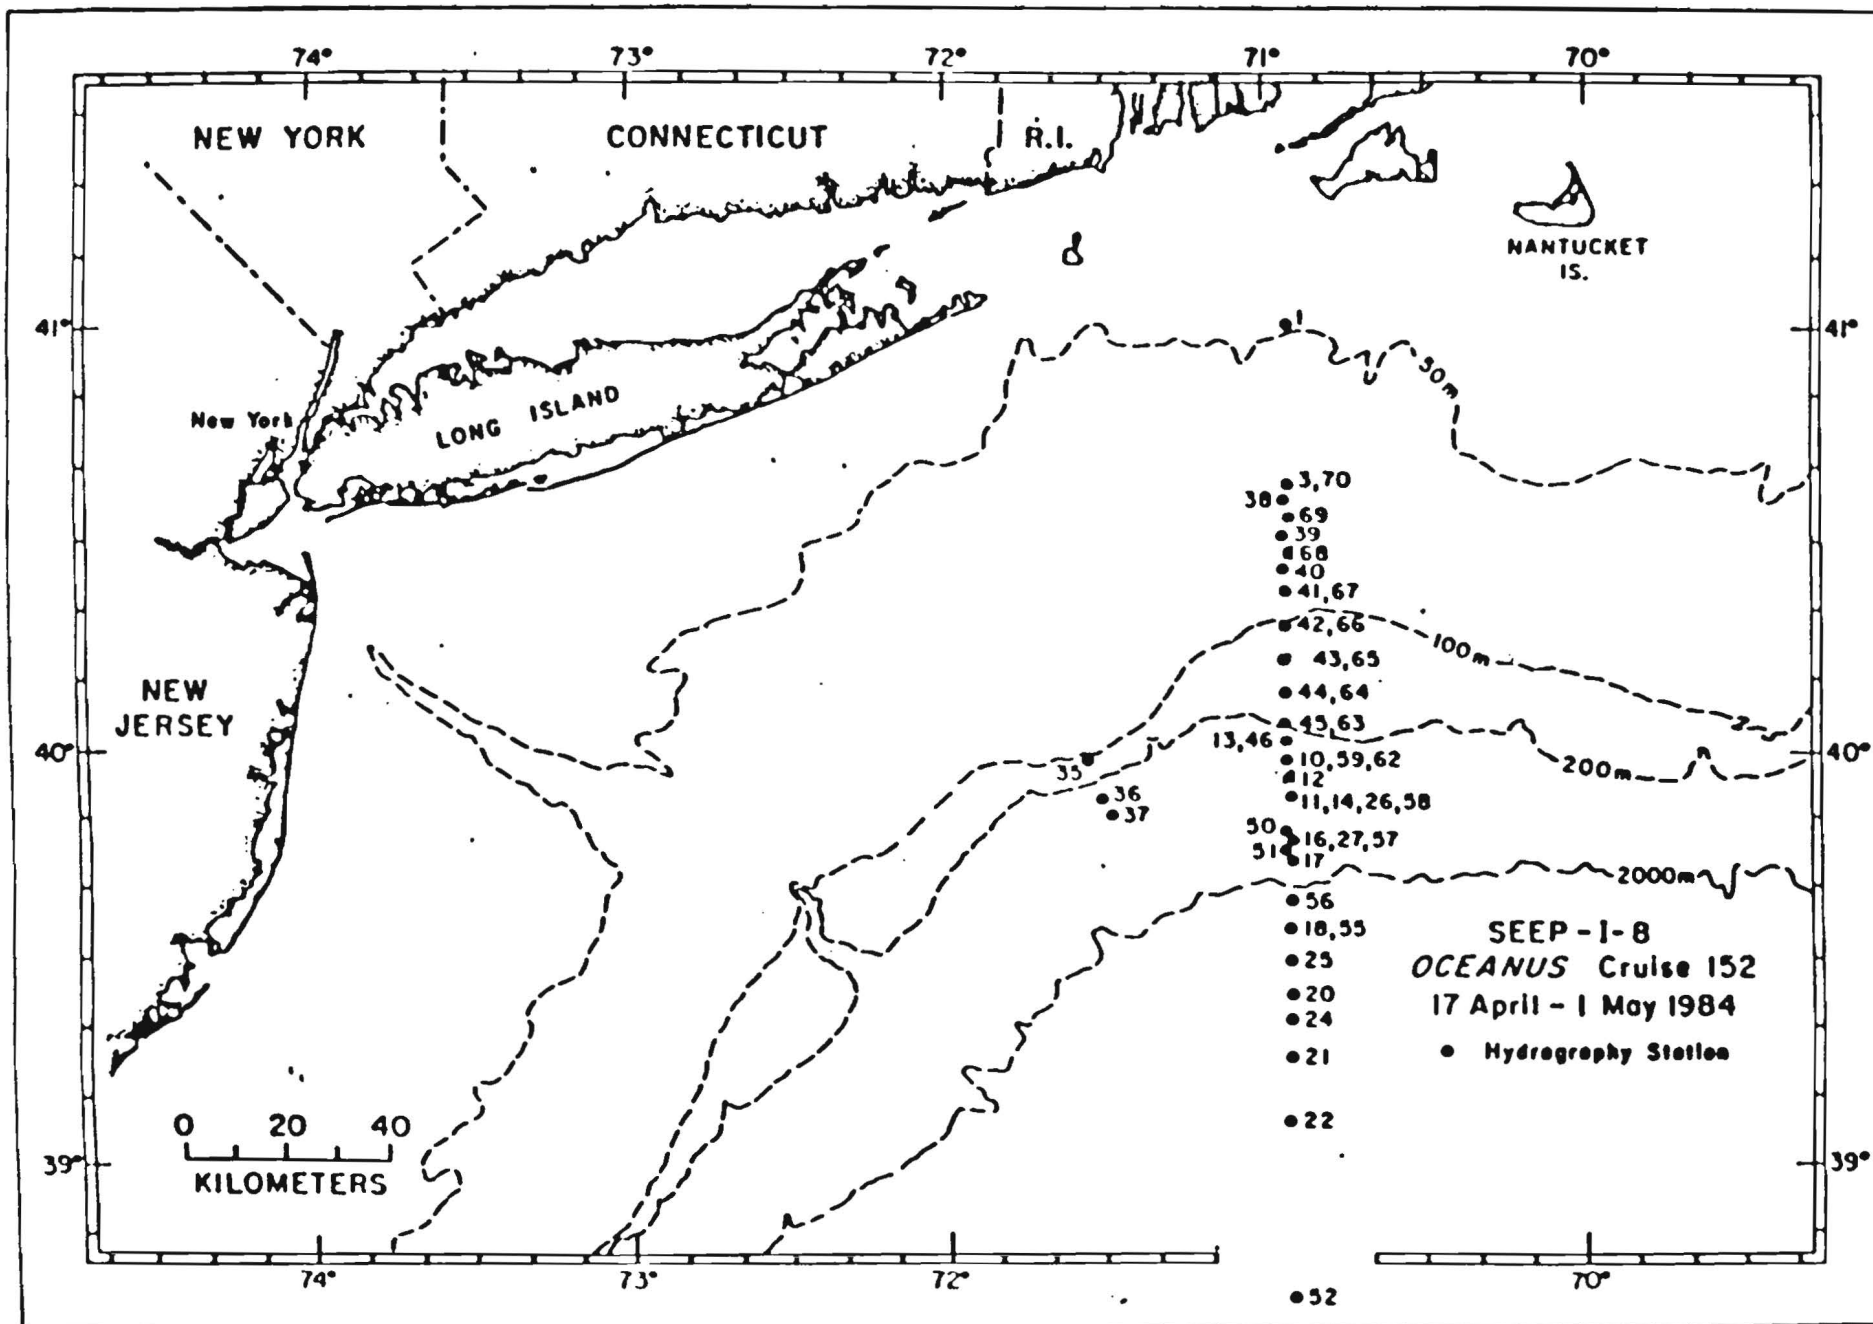 74° 73° 72° 71° 70°
NEW YORK CONNECTICUT R.I.
NANTUCKET
IS.
41° 1 41°
50m
New York
LONG ISLAND
3,70
38
69
39
68
40
41,67
42,66
100m
43,65
NEW
JERSEY
44,64
45,63
40° 13,46 40°
10,59,62
200m
35
12
36
11,14,26,58
37
50
16,27,57
51
17
2000m
56
18,55
SEEP-I-8
25
OCEANUS Cruise 152
20
17 April - 1 May 1984
24
21
Hydrography Station
22
0 20 40
39° 39°
KILOMETERS
74° 73° 72° 70°
52